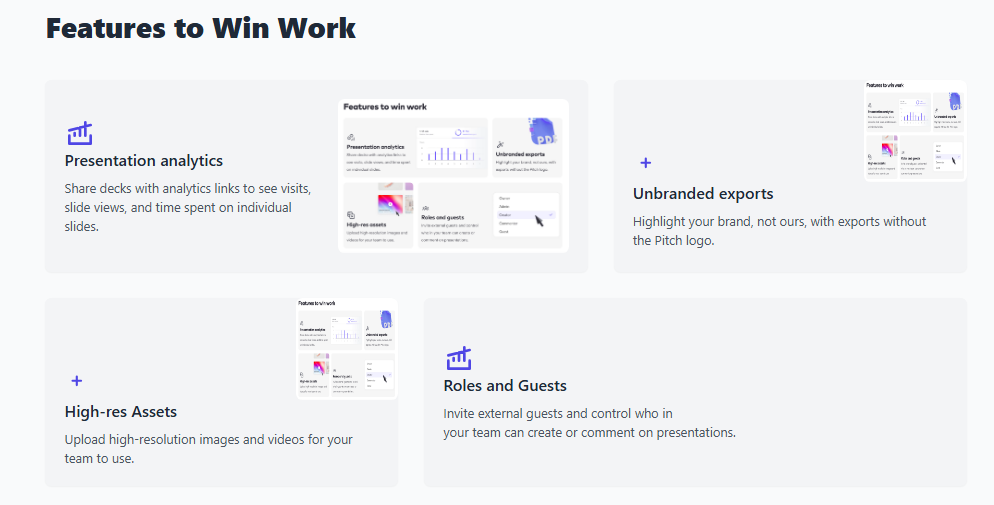 Features to Win Work
Presentation analytics
Share decks with analytics links to see visits,
slide views, and time spent on individual
slides.
Features to win work
Presentation analytics
Unbranded exports
High-res assets
Roles and guests
+
Unbranded exports
Highlight your brand, not ours, with exports without
the Pitch logo.
Features to win work
+
High-res Assets
Upload high-resolution images and videos for your
team to use.
Features to win work
Roles and Guests
Invite external guests and control who in
your team can create or comment on presentations.